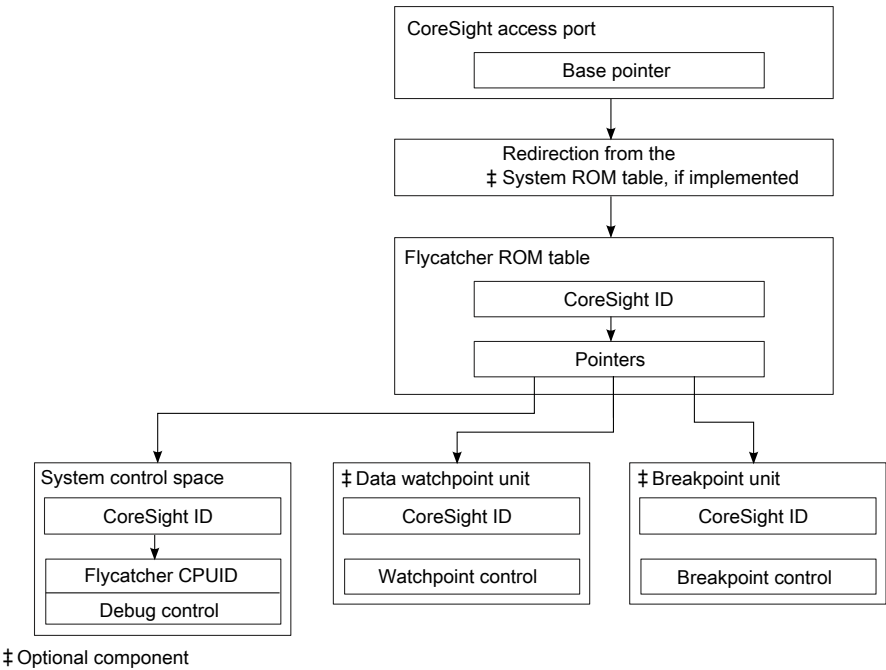 CoreSight access port
Base pointer
Redirection from the
‡ System ROM table, if implemented
Flycatcher ROM table
CoreSight ID
Pointers
System control space
CoreSight ID
Flycatcher CPUID
Debug control
‡ Data watchpoint unit
CoreSight ID
Watchpoint control
‡ Breakpoint unit
CoreSight ID
Breakpoint control
‡ Optional component